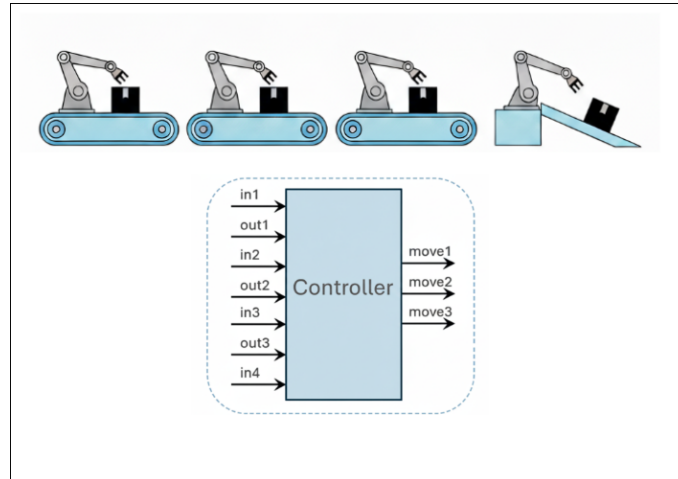 in1
out1
in2
out2
in3
out3
in4
Controller
move1
move2
move3